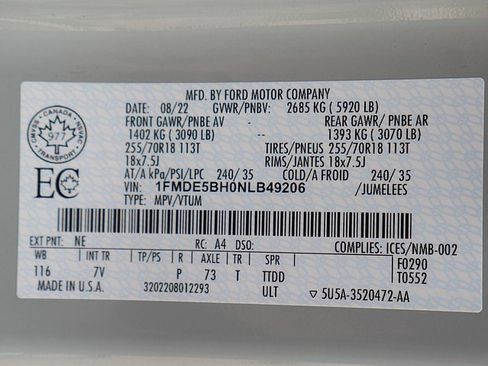 MFD. BY FORD MOTOR COMPANY
DATE: 08/22 GVWR/PNBV: 2685 KG ( 5920 LB)
FRONT GAWR/PNBE AV REAR GAWR/ PNBE AR
1402 KG ( 3090 LB) -- 1393 KG ( 3070 LB)
255/70R18 113T TIRES/PNEUS 255/70R18 113T
18x7.5J RIMS/JANTES 18x7.5J
AT/A kPa/PSI/LPC 240/ 35 COLD/A FROID 240/ 35
VIN: 1FMDE5BH0NLB49206 /JUMELEES
TYPE: MPV/VTUM
CANADA
977
TRANSPORT
EC
EXT PNT: NE RC: A4 DSO: COMPLIES: ICES/NMB-002
WB INT TR TP/PS R AXLE TR SPR F0290
116 7V P 73 T TTDD T0552
MADE IN U.S.A. 3202208012293 ULT ▽ 5U5A-3520472-AA